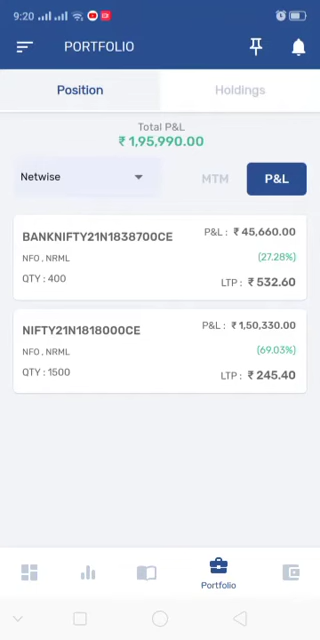 9:20
PORTFOLIO
Position
Holdings
Total P&L
₹ 1,95,990.00
Netwise
MTM
P&L
BANKNIFTY21N1838700CE
P&L : ₹ 45,660.00
NFO , NRML
(27.28%)
QTY : 400
LTP : ₹ 532.60
NIFTY21N1818000CE
P&L : ₹ 1,50,330.00
NFO , NRML
(69.03%)
QTY : 1500
LTP : ₹ 245.40
Portfolio